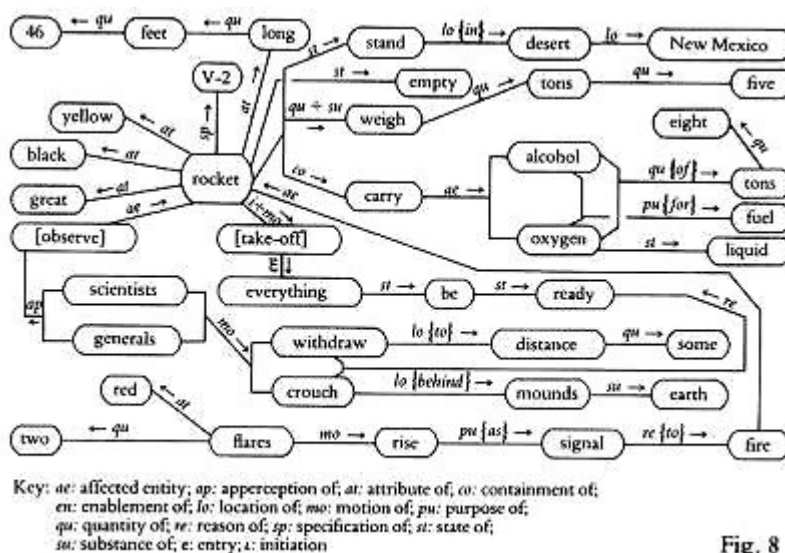 46 ← qu feet ← qu long st → stand lo {in} → desert lo → New Mexico
V-2 st → empty tons qu → five
yellow ← at sp → at → qu ÷ su → weigh qu → eight
black ← at rocket alcohol ← qu
great ← at co → carry ae → qu {of} → tons
ae → ← ae pu {for} → fuel
[observe] ι+mo → [take-off] oxygen st → liquid
ε ↓
scientists everything st → be st → ready ← re
ap ←
generals mo → withdraw lo {to} → distance qu → some
crouch lo {behind} → mounds su → earth
red ← at
two ← qu flares mo → rise pu {as} → signal re {to} → fire
Key: ae: affected entity; ap: apperception of; at: attribute of; co: containment of;
en: enablement of; lo: location of; mo: motion of; pu: purpose of;
qu: quantity of; re: reason of; sp: specification of; st: state of;
su: substance of; e: entry; ι: initiation
Fig. 8